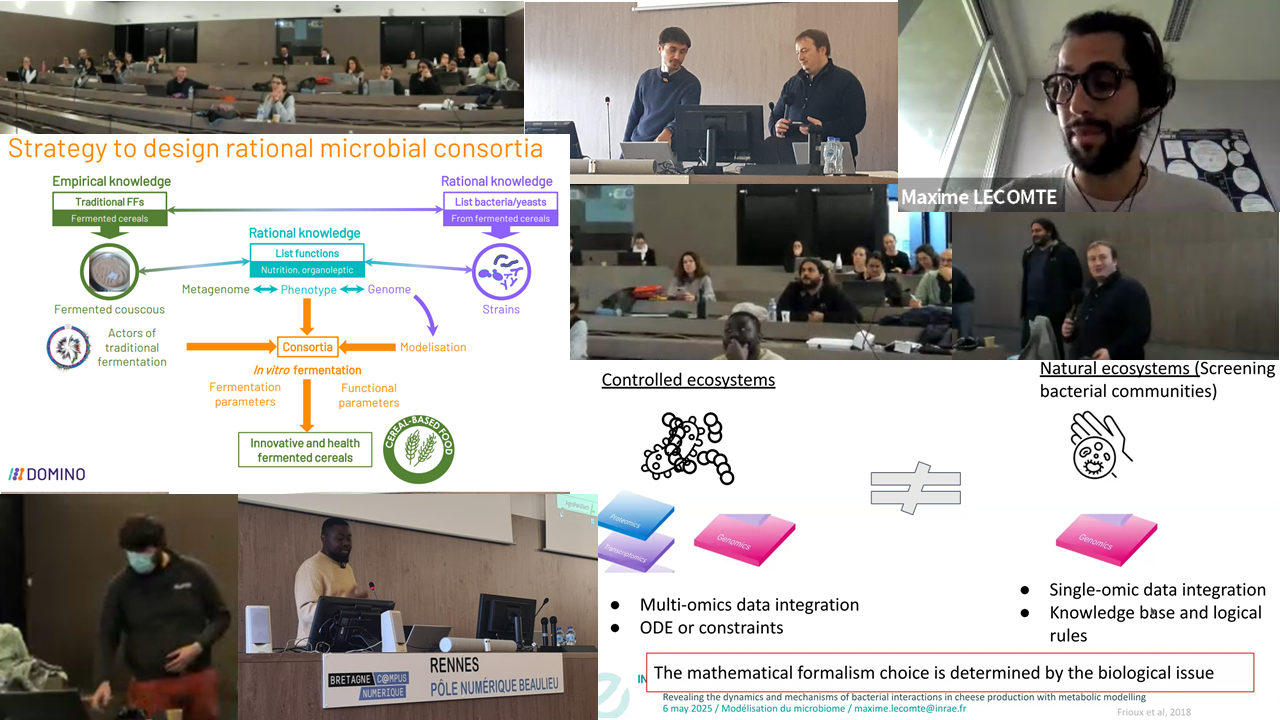 Maxime LECOMTE
Strategy to design rational microbial consortia
Empirical knowledge
Traditional FFs
Fermented cereals
Rational knowledge
List bacteria/yeasts
From fermented cereals
Rational knowledge
List functions
Nutrition, organoleptic
Metagenome
Phenotype
Genome
Fermented couscous
Strains
Actors of
traditional
fermentation
Consortia
Modelisation
In vitro fermentation
Fermentation
parameters
Functional
parameters
Innovative and health
fermented cereals
CEREAL-BASED FOOD
DOMINO
Controlled ecosystems
Natural ecosystems (Screening
bacterial communities)
Proteomics
Transcriptomics
Genomics
Genomics
● Multi-omics data integration
● ODE or constraints
● Single-omic data integration
● Knowledge base and logical
rules
The mathematical formalism choice is determined by the biological issue
Revealing the dynamics and mechanisms of bacterial interactions in cheese production with metabolic modelling
6 may 2025 / Modélisation du microbiome / maxime.lecomte@inrae.fr
Frioux et al, 2018
BRETAGNE C@MPUS
NUMERIQUE
RENNES
PÔLE NUMÉRIQUE BEAULIEU